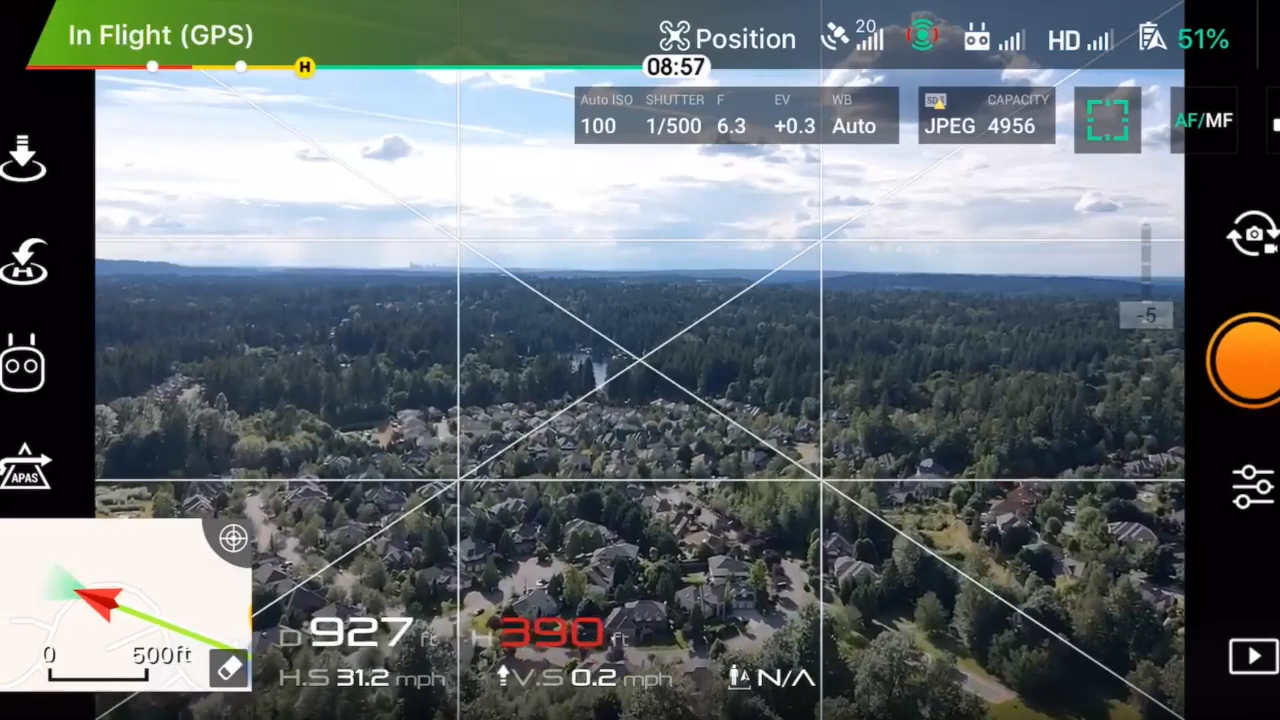 In Flight (GPS)
Position
20
HD
51%
H
08:57
Auto ISO SHUTTER F EV WB
100 1/500 6.3 +0.3 Auto
SD CAPACITY
JPEG 4956
AF/MF
H
-5
APAS
0 500ft
D 927 ft H 390 ft
H.S 31.2 mph V.S 0.2 mph N/A